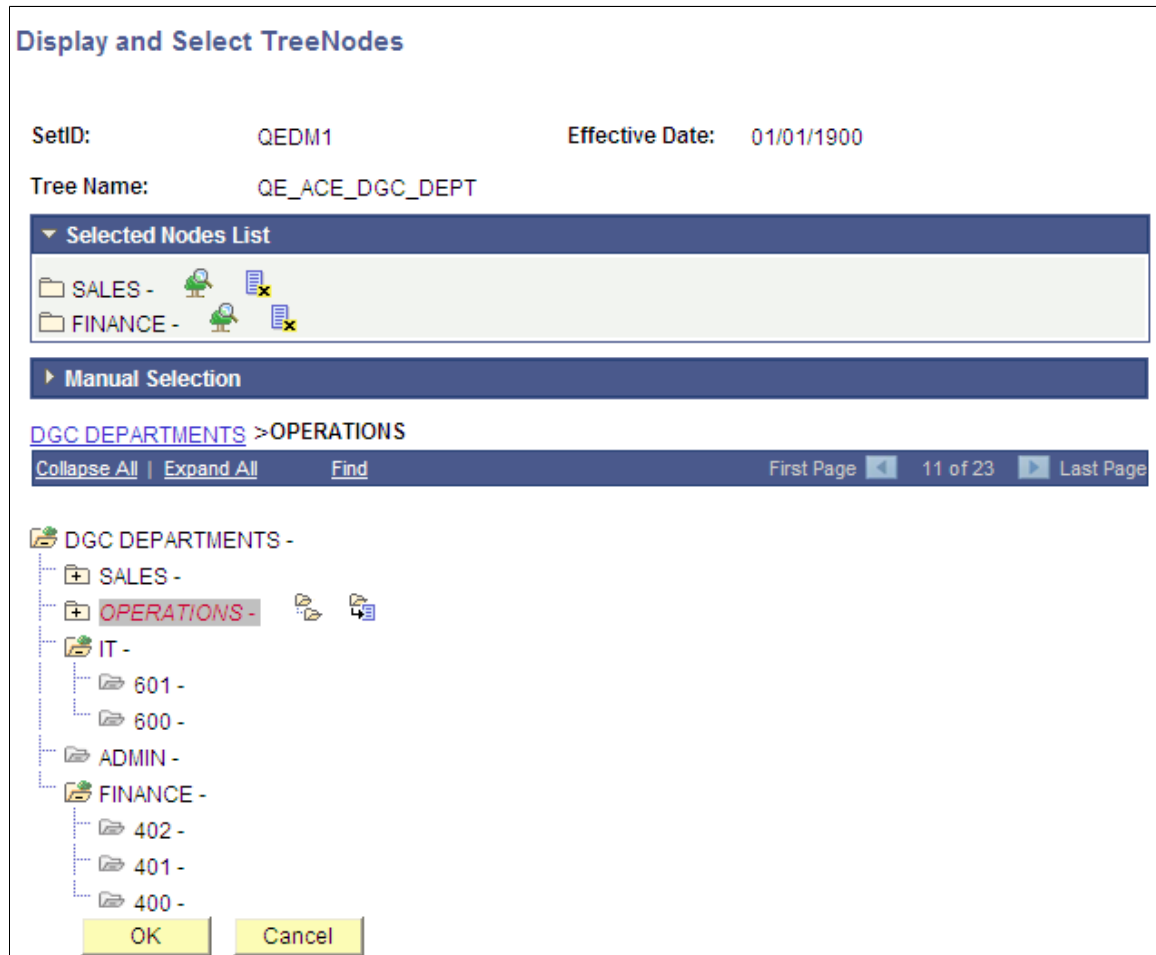 Display and Select TreeNodes
SetID: QEDM1 Effective Date: 01/01/1900
Tree Name: QE_ACE_DGC_DEPT
Selected Nodes List
SALES -
FINANCE -
Manual Selection
DGC DEPARTMENTS >OPERATIONS
Collapse All | Expand All Find First Page 11 of 23 Last Page
DGC DEPARTMENTS -
SALES -
OPERATIONS -
IT -
601 -
600 -
ADMIN -
FINANCE -
402 -
401 -
400 -
OK Cancel